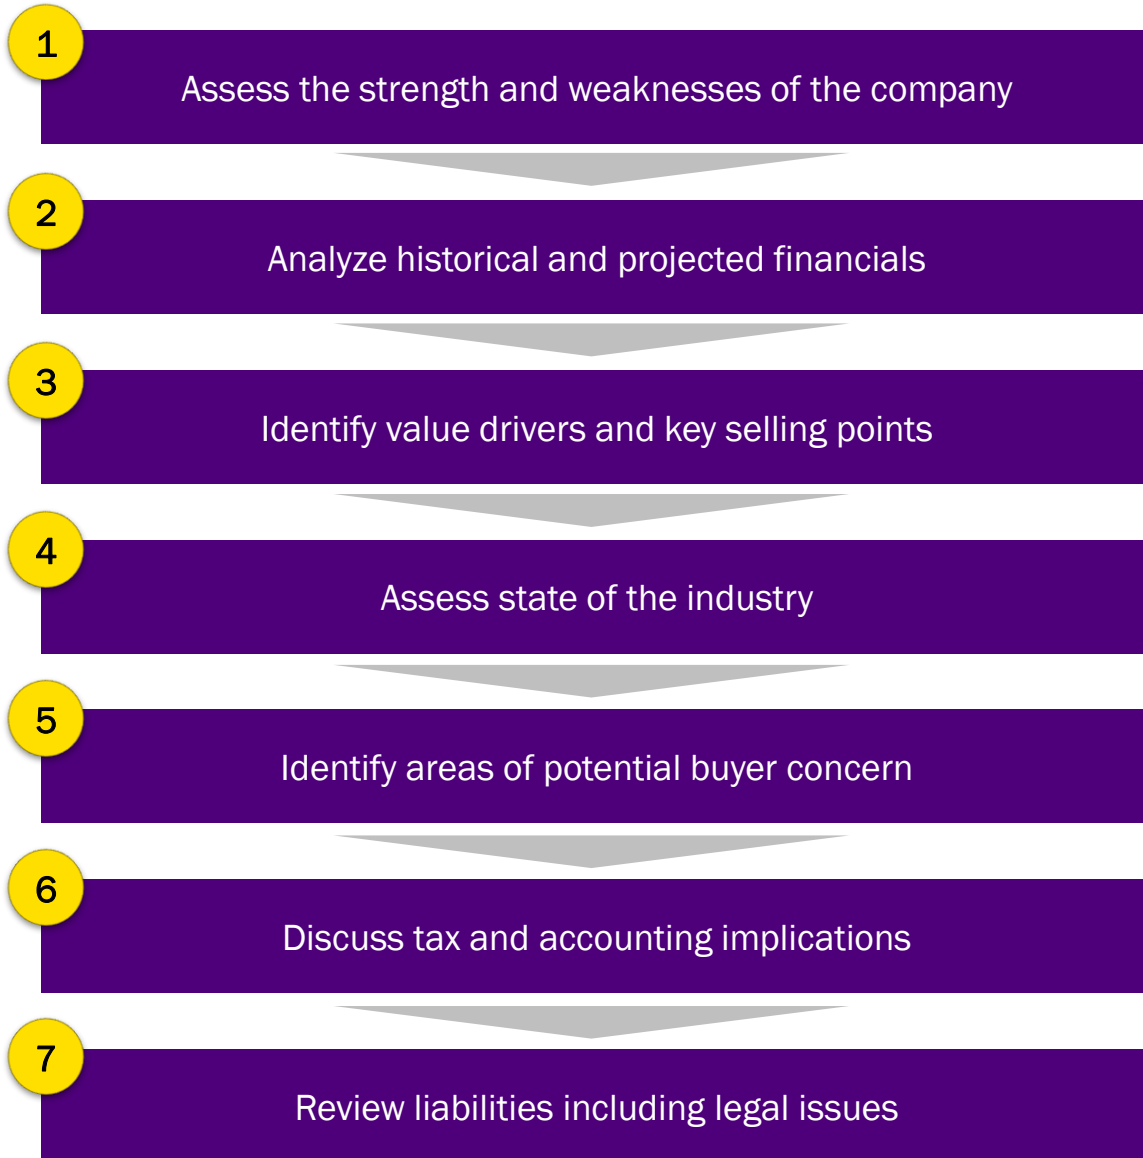 1
Assess the strength and weaknesses of the company
2
Analyze historical and projected financials
3
Identify value drivers and key selling points
4
Assess state of the industry
5
Identify areas of potential buyer concern
6
Discuss tax and accounting implications
7
Review liabilities including legal issues